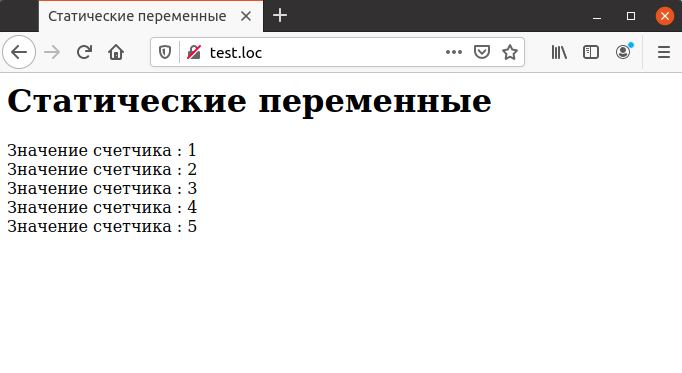 Статические переменные
test.loc
Статические переменные
Значение счетчика : 1
Значение счетчика : 2
Значение счетчика : 3
Значение счетчика : 4
Значение счетчика : 5